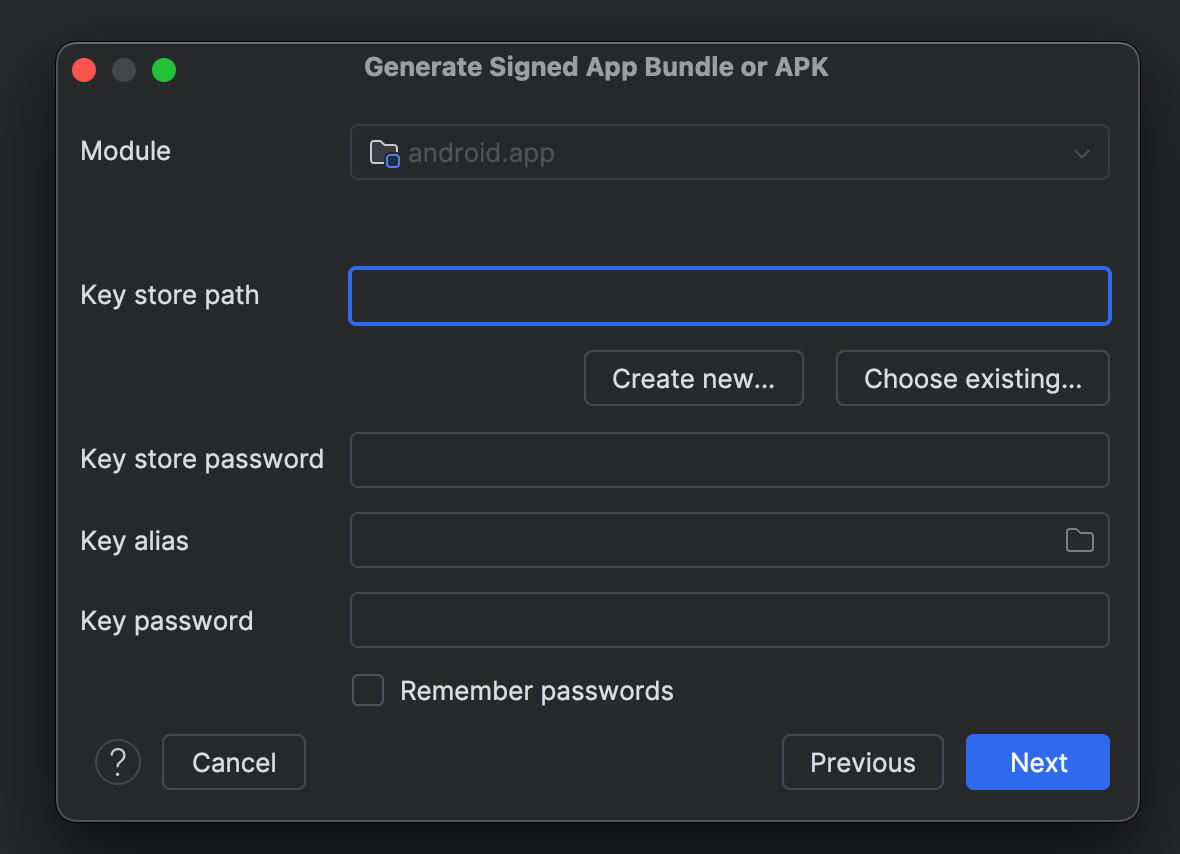 Generate Signed App Bundle or APK
Module
android.app
Key store path
Create new...
Choose existing...
Key store password
Key alias
Key password
Remember passwords
?
Cancel
Previous
Next